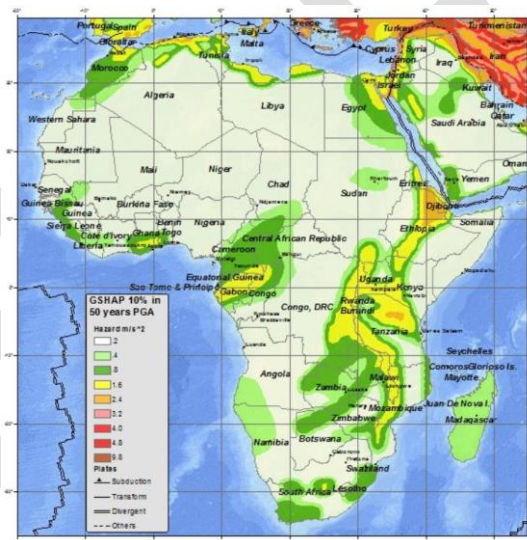 Portugal Spain
Gibraltar
Italy
Malta
Greece
Turkey
Turkmenistan
Cyprus
Syria
Lebanon
Iraq
Iran
Tunisia
Morocco
Jordan
Israel
Kuwait
Algeria
Libya
Egypt
Bahrain
Qatar
Saudi Arabia
Western Sahara
Oman
Mauritania
Nouakchott
Mali
Niger
Chad
Sudan
Khartoum
Eritrea
Yemen
Senegal
Guinea Bissau
Guinea
Burkina Faso
Djibouti
Sierra Leone
Côte d'Ivory
Ghana Togo
Benin
Nigeria
Somalia
Ethiopia
Liberia
Central African Republic
Cameroon
Equatorial Guinea
Sao Tome & Principe
Gabon Congo
Uganda
Kenya
Congo, DRC
Rwanda
Burundi
Tanzania
Luanda
Seychelles
Angola
Malawi
Comoros Glorioso Is.
Mayotte
Zambia
Mozambique
Juan De Nova I.
Zimbabwe
Madagascar
Namibia
Botswana
Swaziland
South Africa
Lesotho
GSHAP 10% in
50 years PGA
Hazard m/s^2
.2
.4
.8
1.6
2.4
3.2
4.0
4.8
9.8
Plates
Subduction
Transform
Divergent
Others